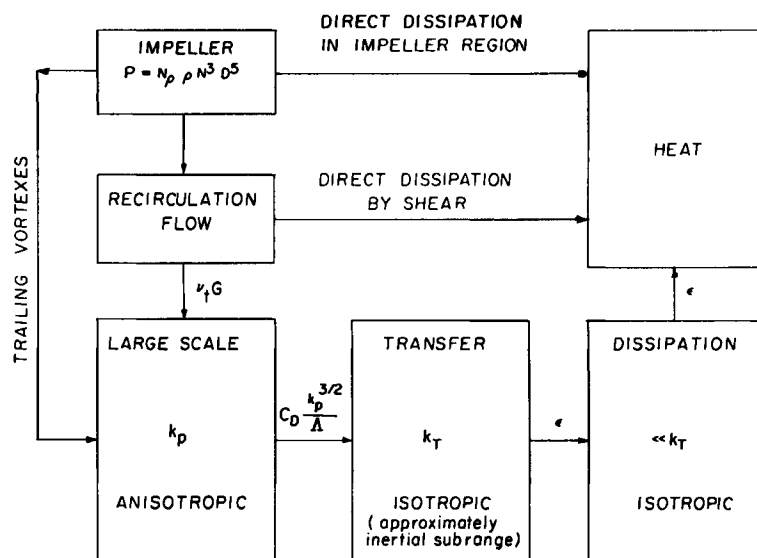 DIRECT DISSIPATION
IN IMPELLER REGION
IMPELLER
P = Nρ ρ N³ D⁵
HEAT
TRAILING VORTEXES
RECIRCULATION
FLOW
DIRECT DISSIPATION
BY SHEAR
νtG
ϵ
LARGE SCALE
kp
ANISOTROPIC
CD kp^3/2 / Λ
TRANSFER
kT
ISOTROPIC
(approximately
inertial subrange)
ϵ
DISSIPATION
≪kT
ISOTROPIC